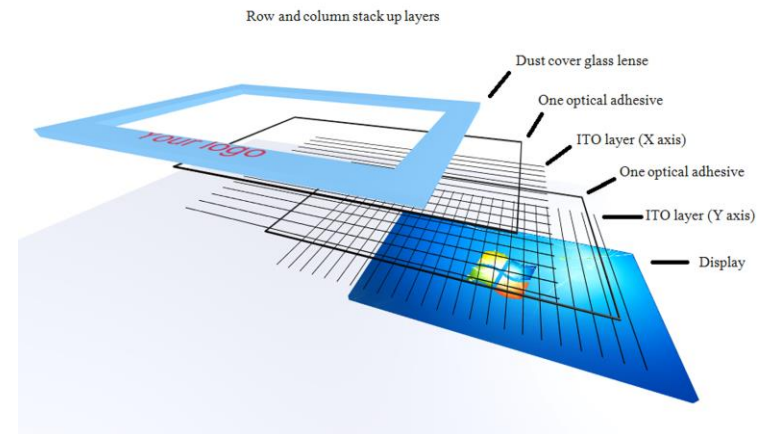 Row and column stack up layers
Dust cover glass lense
One optical adhesive
ITO layer (X axis)
One optical adhesive
ITO layer (Y axis)
Display
Your logo